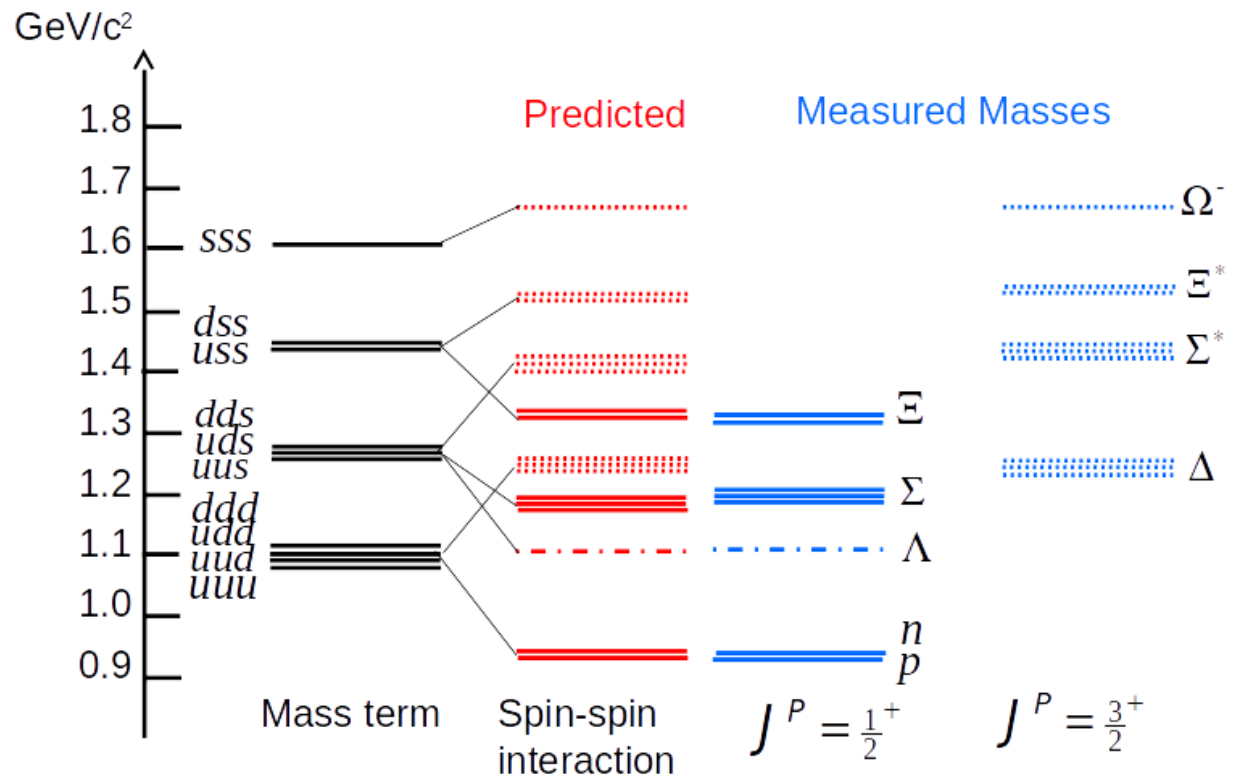 GeV/c²
Predicted
Measured Masses
1.8
1.7
1.6
1.5
1.4
1.3
1.2
1.1
1.0
0.9
sss
dss
uss
dds
uds
uus
ddd
udd
uud
uuu
Ω⁻
Ξ*
Σ*
Δ
Ξ
Σ
Λ
n
p
Mass term
Spin-spin
interaction
J ᴾ = 1/2⁺
J ᴾ = 3/2⁺